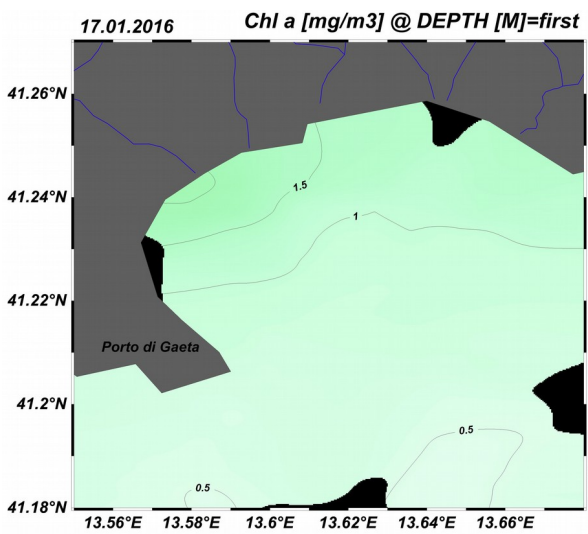 17.01.2016 Chl a [mg/m3] @ DEPTH [M]=first
41.26°N
41.24°N
1.5
1
41.22°N
Porto di Gaeta
41.2°N
0.5
0.5
41.18°N
13.56°E 13.58°E 13.6°E 13.62°E 13.64°E 13.66°E